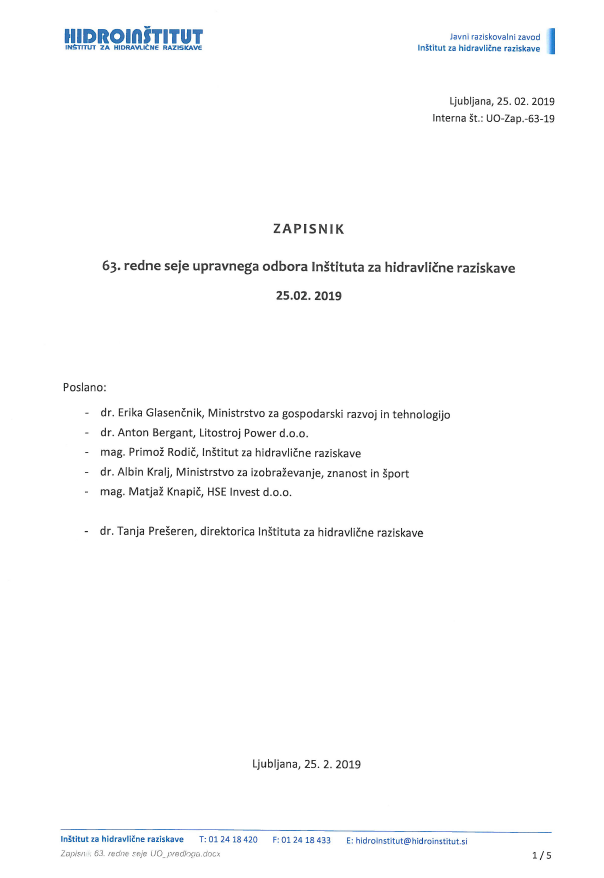 HIDROINŠTITUT
INŠTITUT ZA HIDRAVLIČNE RAZISKAVE
Javni raziskovalni zavod
Inštitut za hidravlične raziskave
Ljubljana, 25. 02. 2019
Interna št.: UO-Zap.-63-19
ZAPISNIK
63. redne seje upravnega odbora Inštituta za hidravlične raziskave
25.02. 2019
Poslano:
- dr. Erika Glasenčnik, Ministrstvo za gospodarski razvoj in tehnologijo
- dr. Anton Bergant, Litostroj Power d.o.o.
- mag. Primož Rodič, Inštitut za hidravlične raziskave
- dr. Albin Kralj, Ministrstvo za izobraževanje, znanost in šport
- mag. Matjaž Knapič, HSE Invest d.o.o.
- dr. Tanja Prešeren, direktorica Inštituta za hidravlične raziskave
Ljubljana, 25. 2. 2019
Inštitut za hidravlične raziskave T: 01 24 18 420 F: 01 24 18 433 E: hidroinstitut@hidroinstitut.si
Zapisnik 63. redne seje UO_predloga.docx
1 / 5